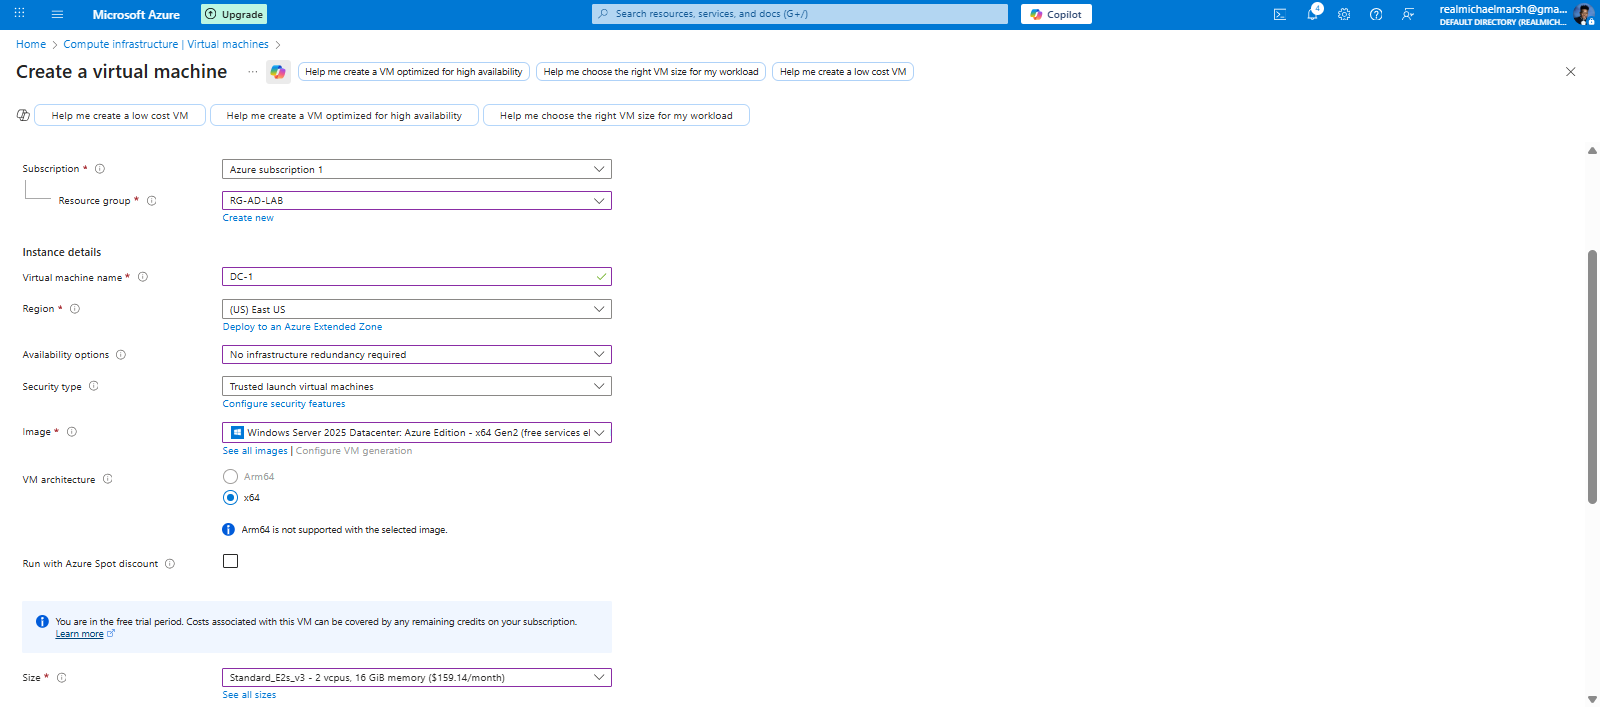 Microsoft Azure
Upgrade
Search resources, services, and docs (G+/)
Copilot
4
realmichaelmarsh@gma...
DEFAULT DIRECTORY (REALMICH...
Home > Compute infrastructure | Virtual machines >
Create a virtual machine ...
Help me create a VM optimized for high availability
Help me choose the right VM size for my workload
Help me create a low cost VM
Help me create a low cost VM
Help me create a VM optimized for high availability
Help me choose the right VM size for my workload
Subscription *
Azure subscription 1
Resource group *
RG-AD-LAB
Create new
Instance details
Virtual machine name *
DC-1
Region *
(US) East US
Deploy to an Azure Extended Zone
Availability options
No infrastructure redundancy required
Security type
Trusted launch virtual machines
Configure security features
Image *
Windows Server 2025 Datacenter: Azure Edition - x64 Gen2 (free services el
See all images | Configure VM generation
VM architecture
Arm64
x64
Arm64 is not supported with the selected image.
Run with Azure Spot discount
You are in the free trial period. Costs associated with this VM can be covered by any remaining credits on your subscription.
Learn more
Size *
Standard_E2s_v3 - 2 vcpus, 16 GiB memory ($159.14/month)
See all sizes